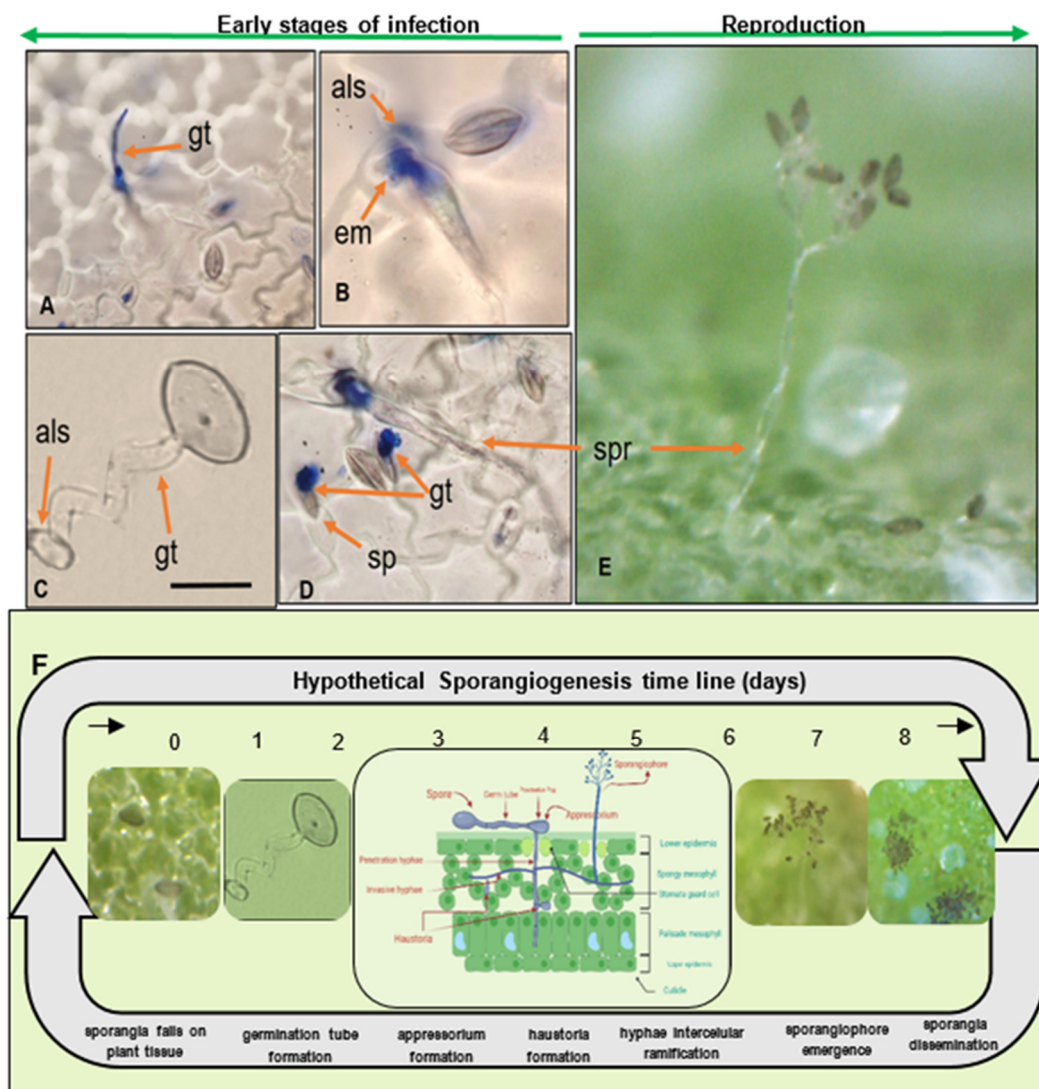 Early stages of infection
Reproduction
gt
A
als
em
B
als
gt
C
gt
sp
D
spr
E
F
Hypothetical Sporangiogenesis time line (days)
0 1 2 3 4 5 6 7 8
Sporangiophore
Spore
Germ tube
Appressorium
Penetration hyphae
Invasive hyphae
Haustoria
Lower epidermis
Spongy mesophyll
Stomata guard cell
Palisade mesophyll
epidermis
Cuticle
sporangia falls on
plant tissue
germination tube
formation
appressorium
formation
haustoria
formation
hyphae intercelular
ramification
sporangiophore
emergence
sporangia
dissemination